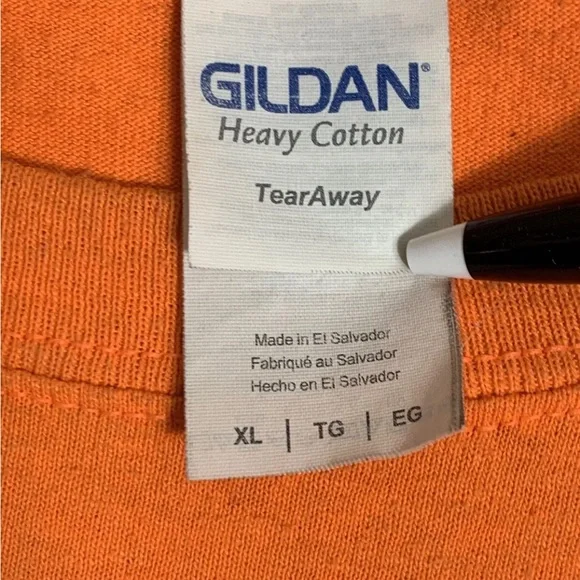 GILDAN®
Heavy Cotton
TearAway
Made in El Salvador
Fabriqué au Salvador
Hecho en El Salvador
XL | TG | EG